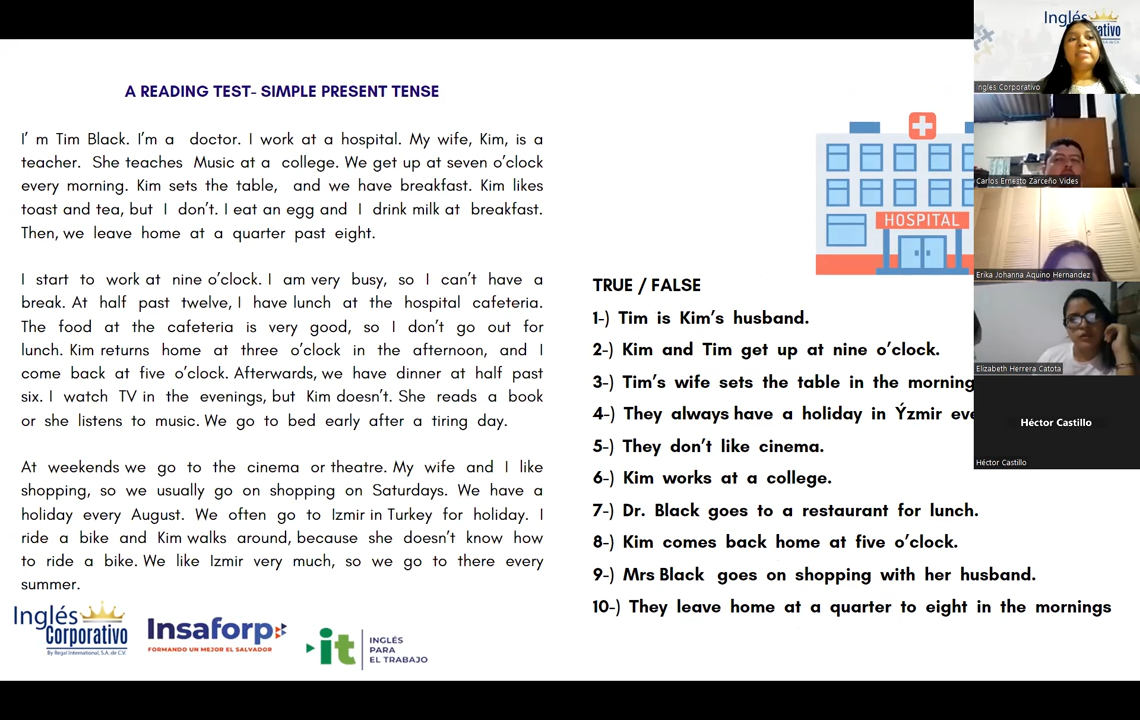 A READING TEST- SIMPLE PRESENT TENSE
I' m Tim Black. I'm a doctor. I work at a hospital. My wife, Kim, is a
teacher. She teaches Music at a college. We get up at seven o'clock
every morning. Kim sets the table, and we have breakfast. Kim likes
toast and tea, but I don't. I eat an egg and I drink milk at breakfast.
Then, we leave home at a quarter past eight.
I start to work at nine o'clock. I am very busy, so I can't have a
break. At half past twelve, I have lunch at the hospital cafeteria.
The food at the cafeteria is very good, so I don't go out for
lunch. Kim returns home at three o'clock in the afternoon, and I
come back at five o'clock. Afterwards, we have dinner at half past
six. I watch TV in the evenings, but Kim doesn't. She reads a book
or she listens to music. We go to bed early after a tiring day.
At weekends we go to the cinema or theatre. My wife and I like
shopping, so we usually go on shopping on Saturdays. We have a
holiday every August. We often go to Izmir in Turkey for holiday. I
ride a bike and Kim walks around, because she doesn't know how
to ride a bike. We like Izmir very much, so we go to there every
summer.
Inglés
Corporativo
By Regal International, S.A. de C.V.
Insaforp
FORMANDO UN MEJOR EL SALVADOR
it
INGLÉS
PARA
EL TRABAJO
HOSPITAL
TRUE / FALSE
1-) Tim is Kim's husband.
2-) Kim and Tim get up at nine o'clock.
3-) Tim's wife sets the table in the morning
4-) They always have a holiday in Ýzmir eve
5-) They don't like cinema.
6-) Kim works at a college.
7-) Dr. Black goes to a restaurant for lunch.
8-) Kim comes back home at five o'clock.
9-) Mrs Black goes on shopping with her husband.
10-) They leave home at a quarter to eight in the mornings
Inglés
ativo
Ingles Corporativo
Carlos Ernesto Zarceño Vides
Erika Johanna Aquino Hernandez
Elizabeth Herrera Catota
Héctor Castillo
Héctor Castillo